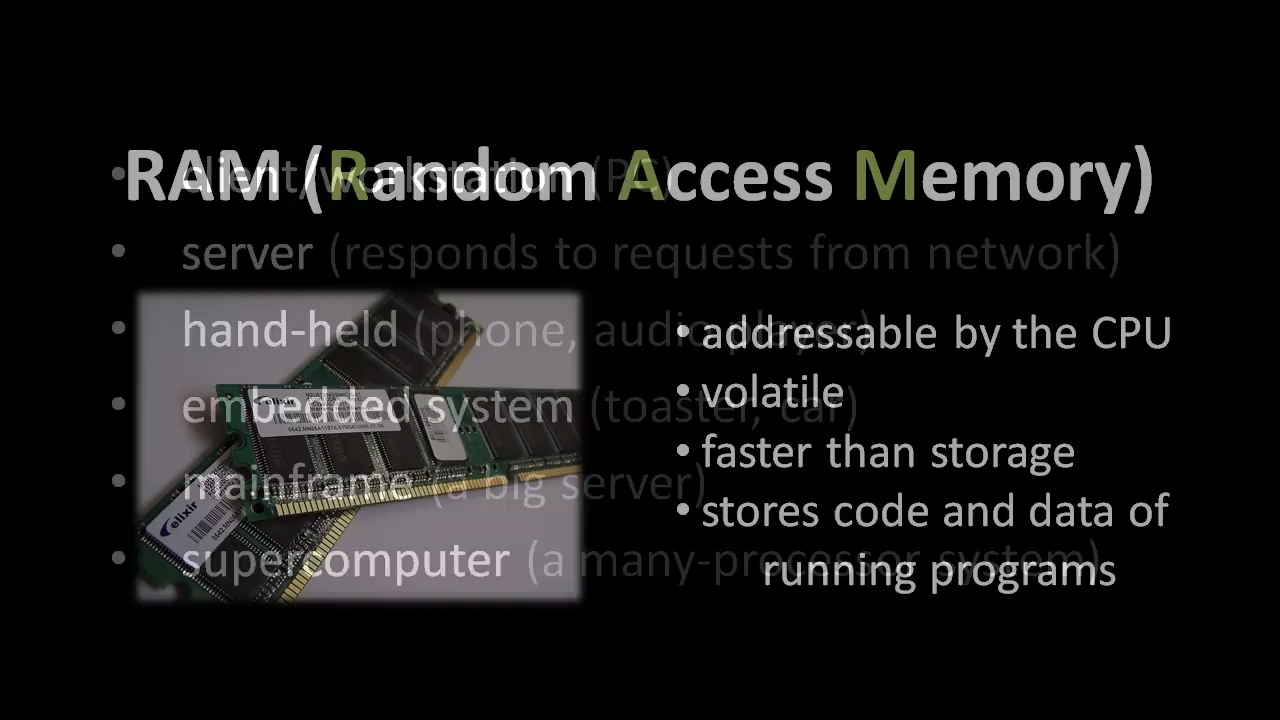 RAM (Random Access Memory)
• client/workstation (PC)
• server (responds to requests from network)
• hand-held (phone, audio player)
• embedded system (toaster, car)
• mainframe (a big server)
• supercomputer (a many-processor system)
• addressable by the CPU
• volatile
• faster than storage
• stores code and data of
running programs
elixir
elixir